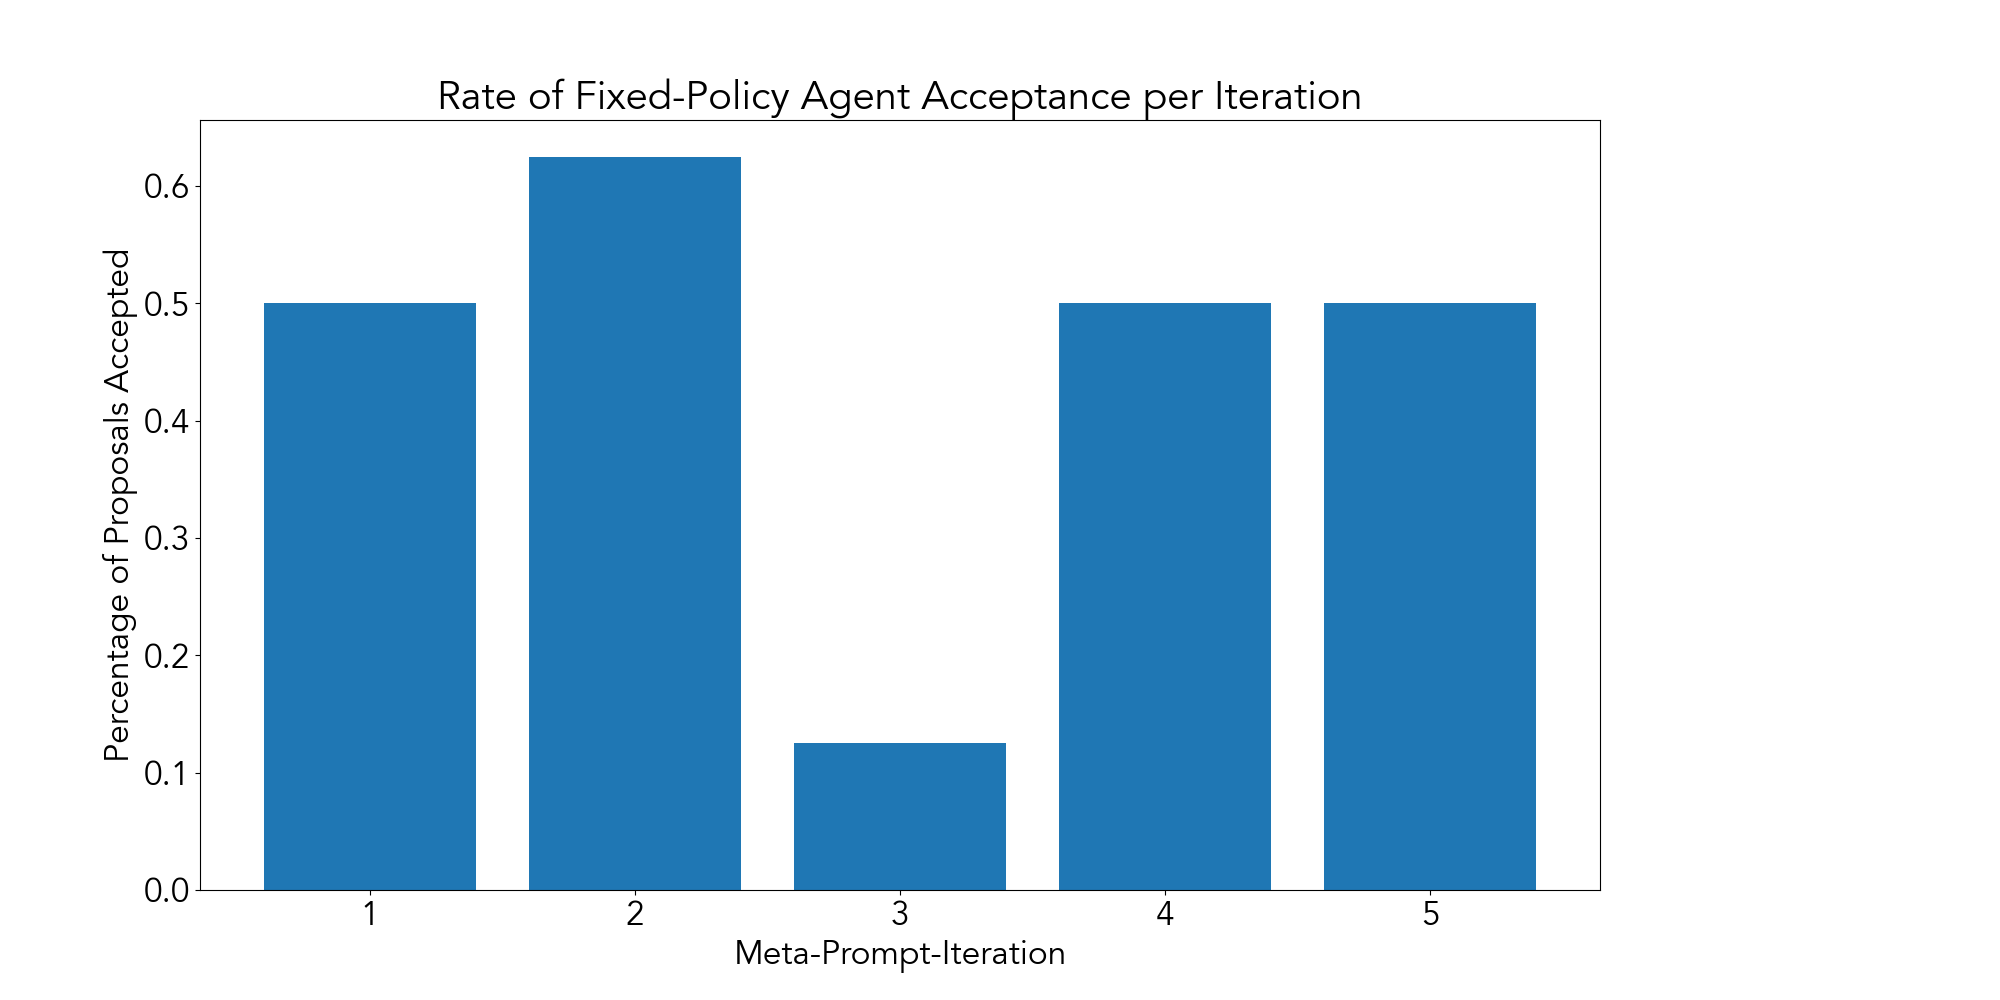 Rate of Fixed-Policy Agent Acceptance per Iteration
Percentage of Proposals Accepted
0.6
0.5
0.4
0.3
0.2
0.1
0.0
1 2 3 4 5
Meta-Prompt-Iteration